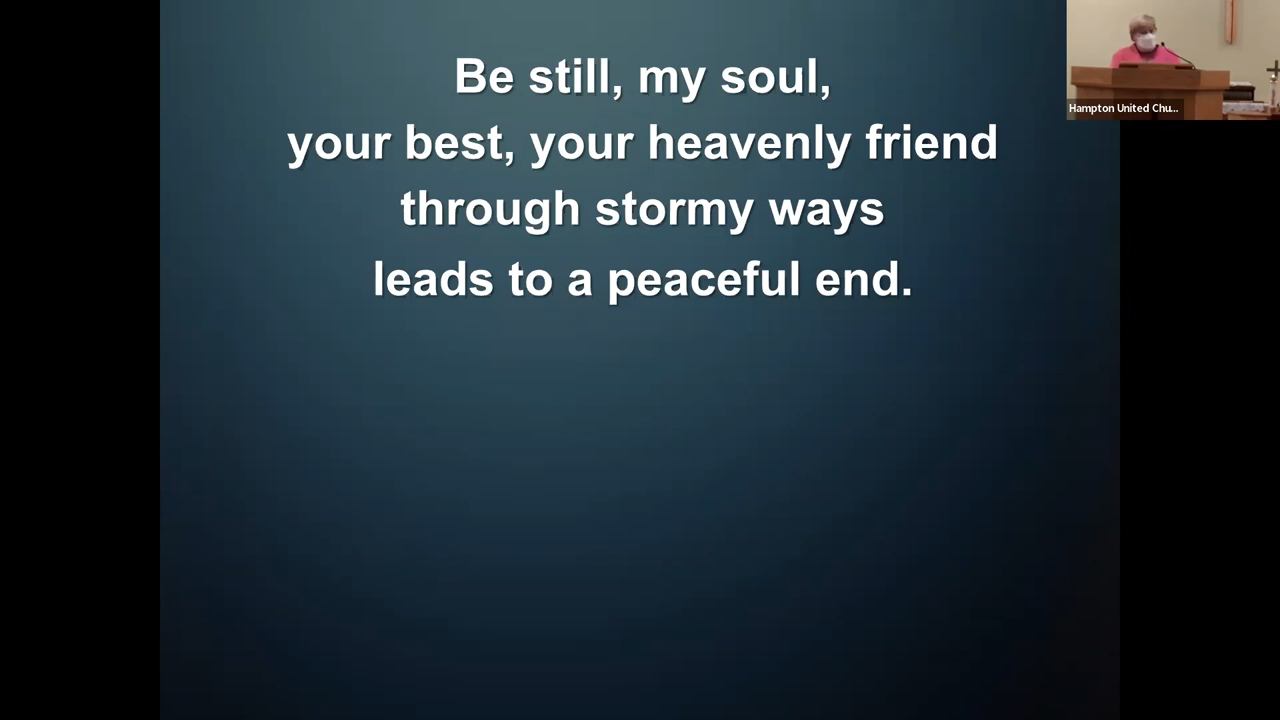 Be still, my soul,
your best, your heavenly friend
through stormy ways
leads to a peaceful end.
Hampton United Chu...